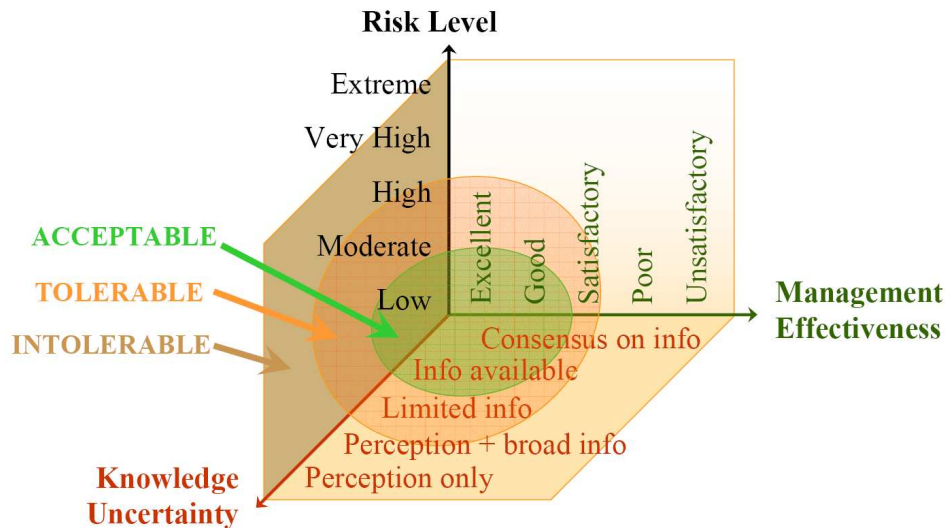 Risk Level
Extreme
Very High
High
Moderate
Low
Excellent
Good
Satisfactory
Poor
Unsatisfactory
ACCEPTABLE
TOLERABLE
INTOLERABLE
Management
Effectiveness
Consensus on info
Info available
Limited info
Perception + broad info
Perception only
Knowledge
Uncertainty